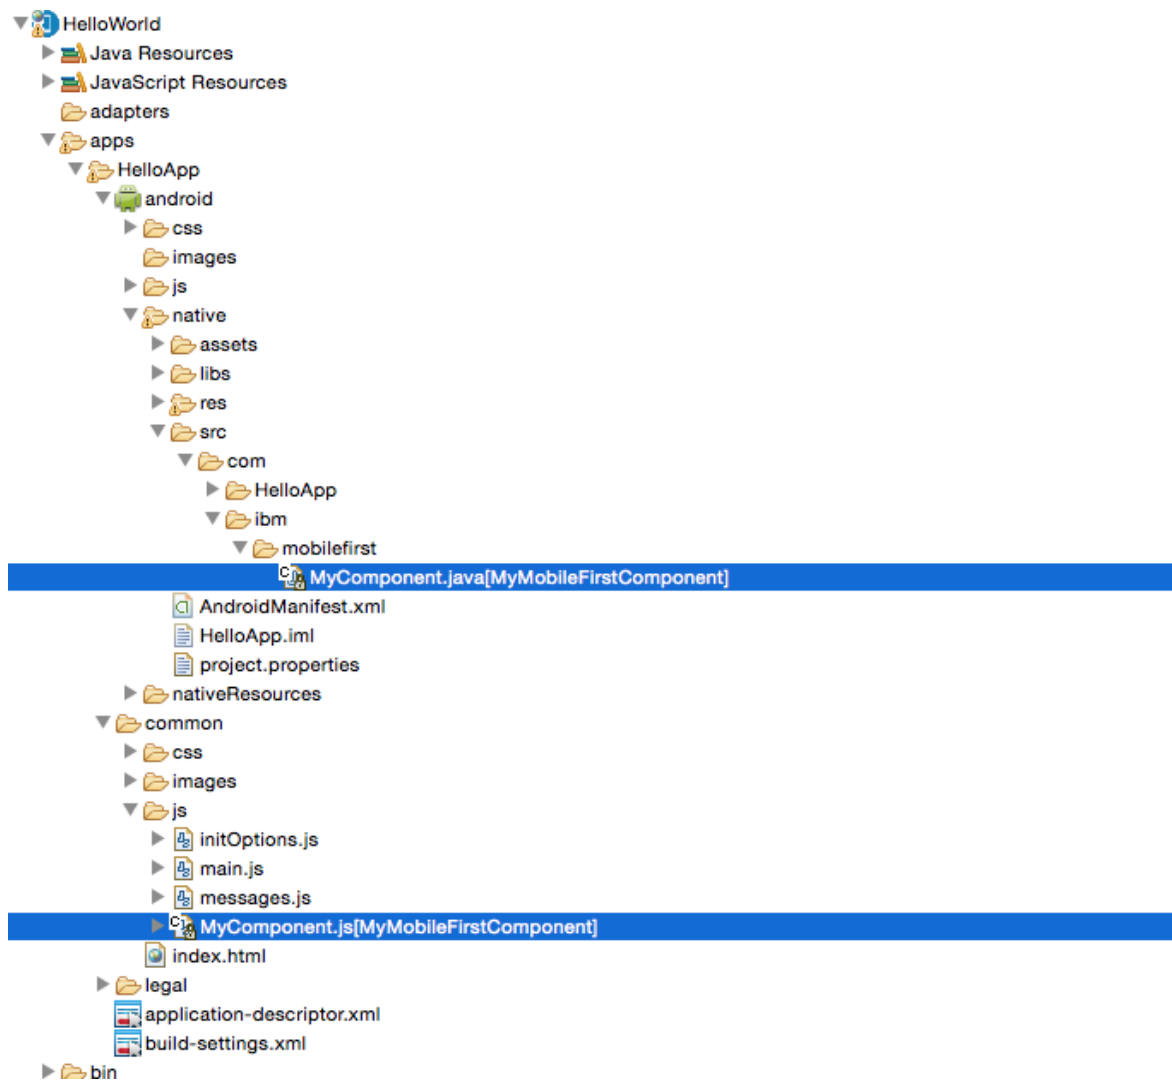 HelloWorld
Java Resources
JavaScript Resources
adapters
apps
HelloApp
android
css
images
js
native
assets
libs
res
src
com
HelloApp
ibm
mobilefirst
MyComponent.java[MyMobileFirstComponent]
AndroidManifest.xml
HelloApp.iml
project.properties
nativeResources
common
css
images
js
initOptions.js
main.js
messages.js
MyComponent.js[MyMobileFirstComponent]
index.html
legal
application-descriptor.xml
build-settings.xml
bin